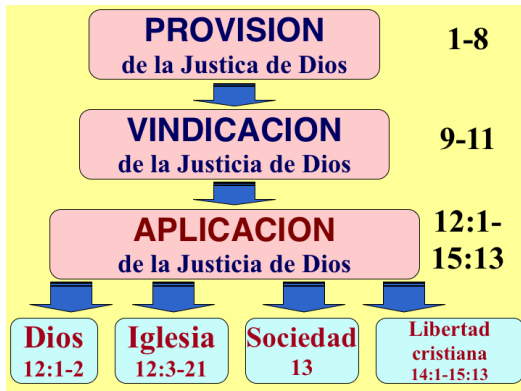 PROVISION
de la Justica de Dios
1-8
VINDICACION
de la Justicia de Dios
9-11
APLICACION
de la Justicia de Dios
12:1-
15:13
Dios
12:1-2
Iglesia
12:3-21
Sociedad
13
Libertad
cristiana
14:1-15:13